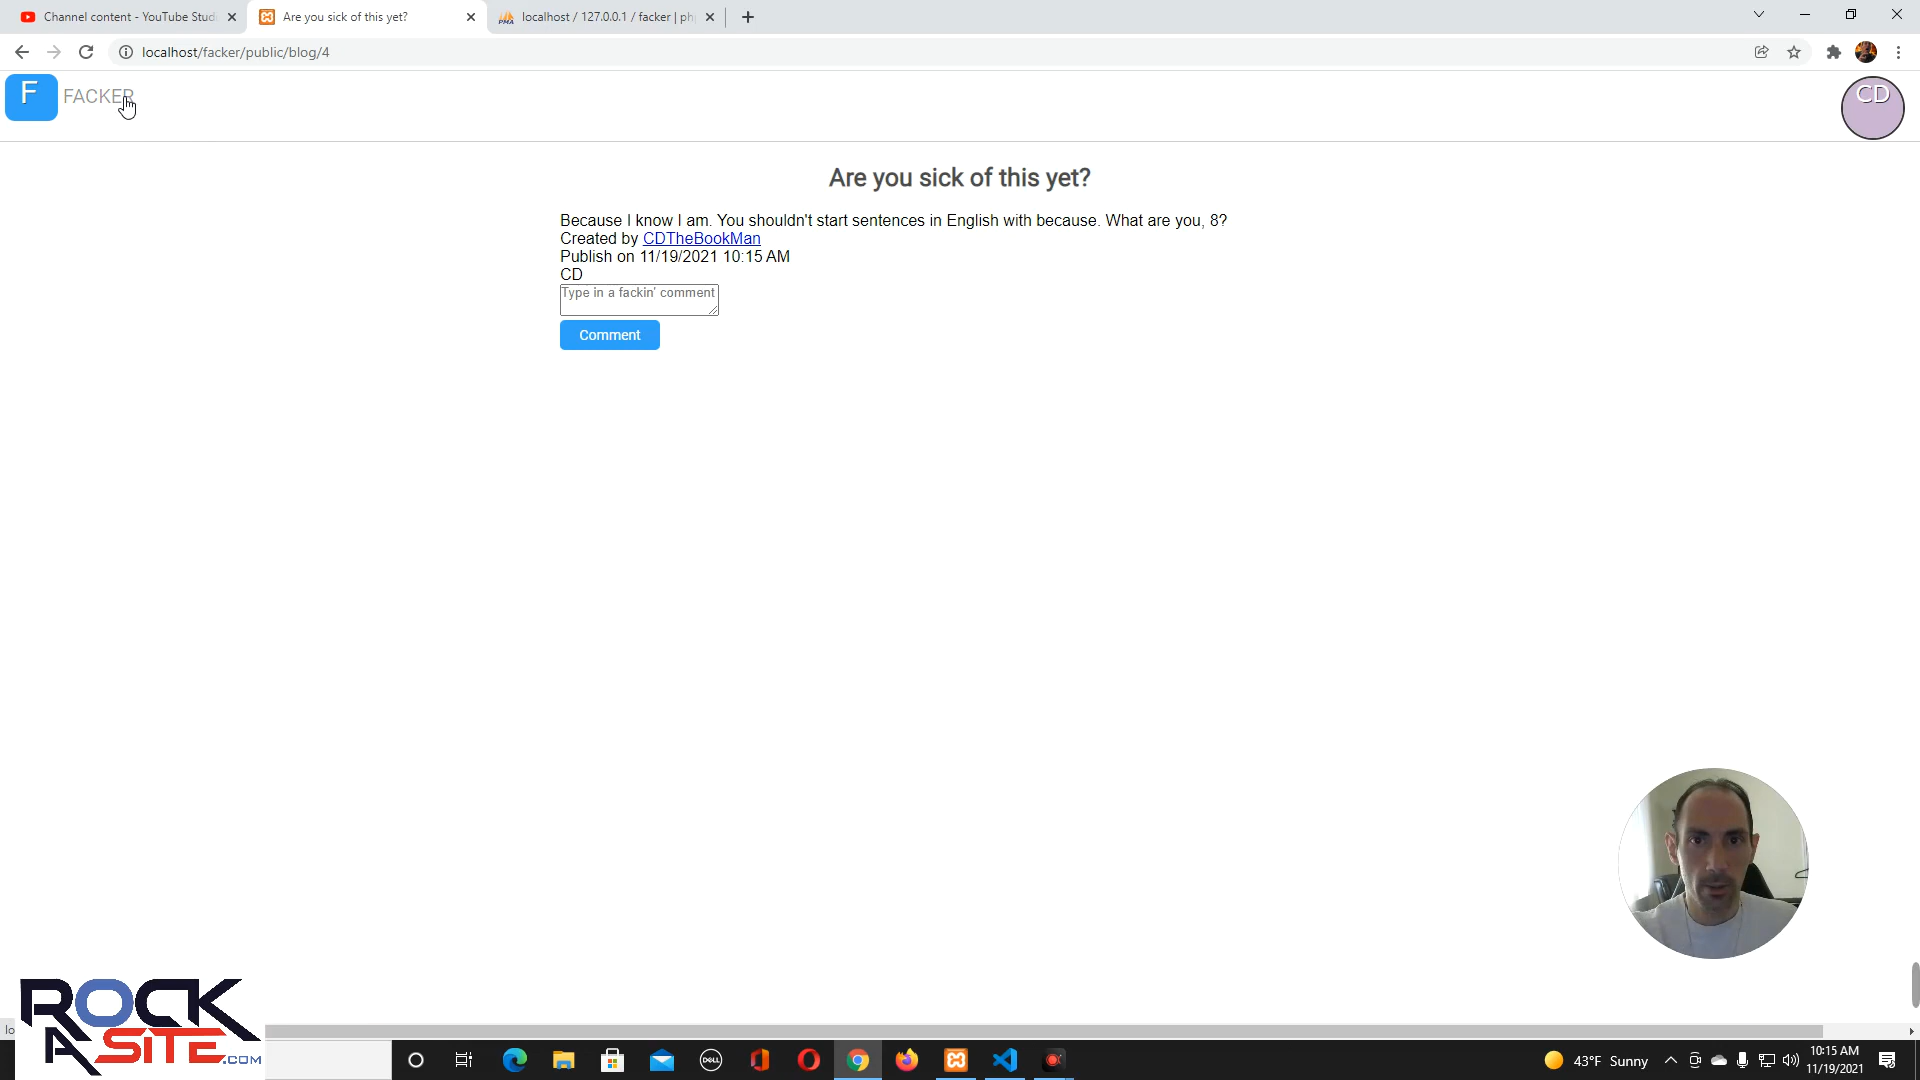 Channel content - YouTube Studi
Are you sick of this yet?
localhost / 127.0.0.1 / facker | ph
localhost/facker/public/blog/4
F
FACKER
CD
Are you sick of this yet?
Because I know I am. You shouldn't start sentences in English with because. What are you, 8?
Created by CDTheBookMan
Publish on 11/19/2021 10:15 AM
CD
Type in a fackin' comment
Comment
lo
ROCK
A SITE.COM
DELL
43°F Sunny
10:15 AM
11/19/2021